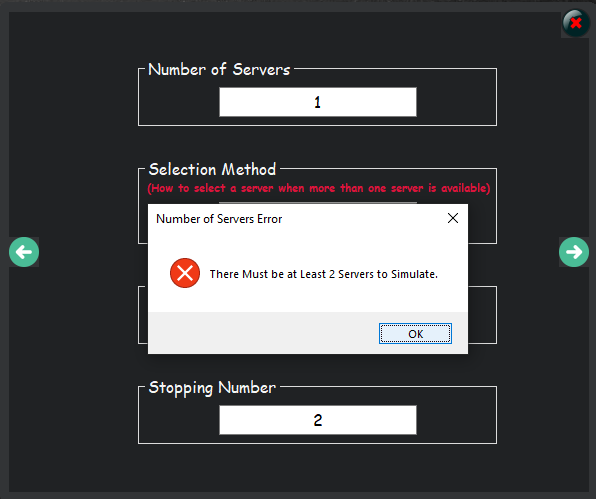 Number of Servers
1
Selection Method
(How to select a server when more than one server is available)
Number of Servers Error
There Must be at Least 2 Servers to Simulate.
OK
Stopping Number
2